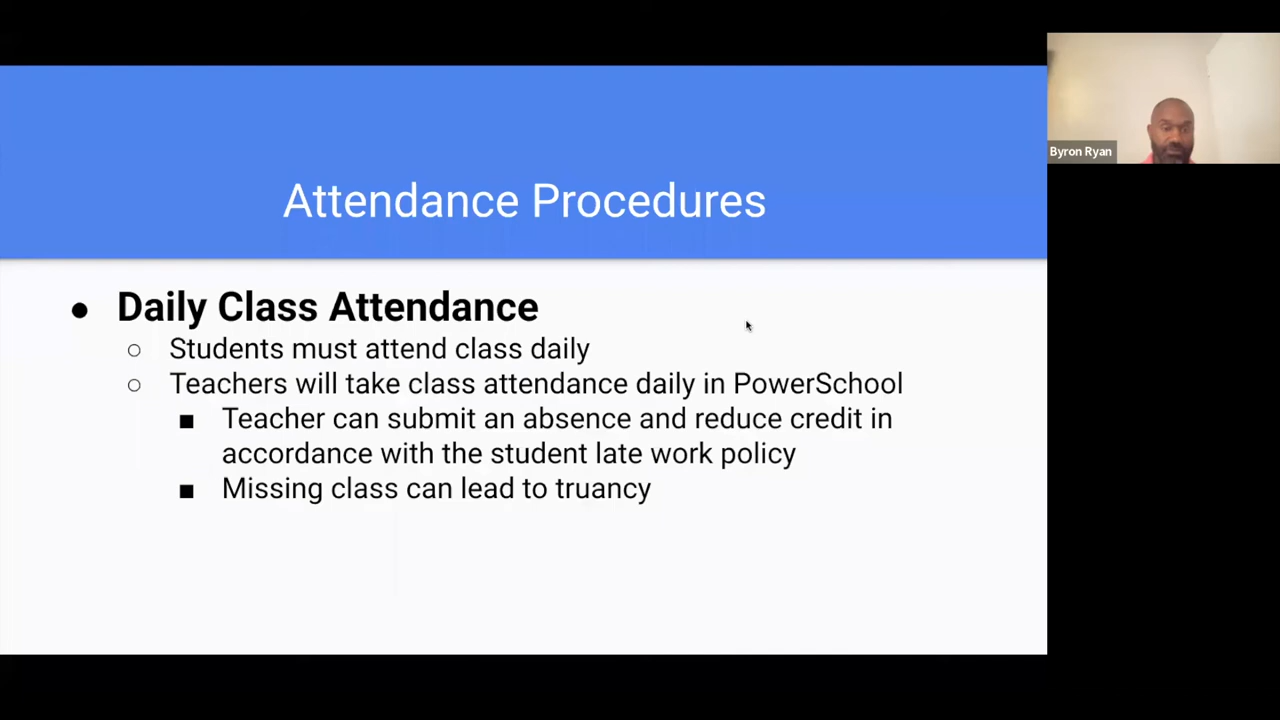 Attendance Procedures
Byron Ryan
● Daily Class Attendance
○ Students must attend class daily
○ Teachers will take class attendance daily in PowerSchool
■ Teacher can submit an absence and reduce credit in
accordance with the student late work policy
■ Missing class can lead to truancy